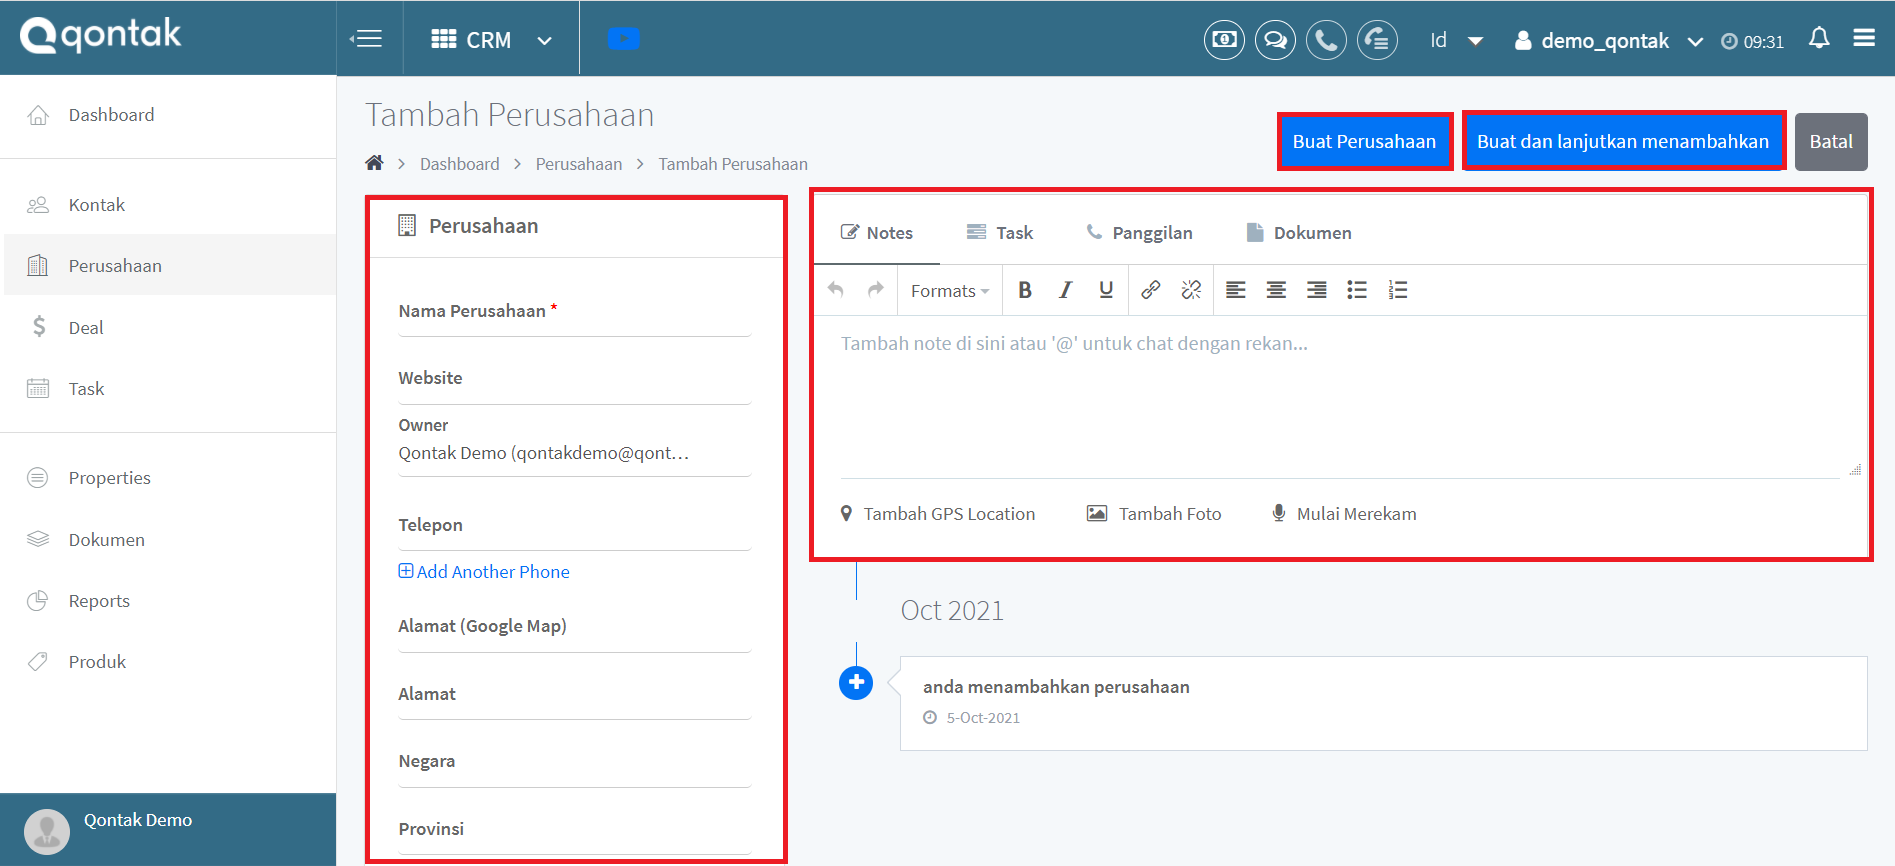 qontak
CRM
Id
demo_qontak
09:31
Dashboard
Kontak
Perusahaan
Deal
Task
Properties
Dokumen
Reports
Produk
Qontak Demo
Tambah Perusahaan
Dashboard > Perusahaan > Tambah Perusahaan
Buat Perusahaan
Buat dan lanjutkan menambahkan
Batal
Perusahaan
Nama Perusahaan *
Website
Owner
Qontak Demo (qontakdemo@qont...
Telepon
Add Another Phone
Alamat (Google Map)
Alamat
Negara
Provinsi
Notes
Task
Panggilan
Dokumen
Formats
B I U
Tambah note di sini atau '@' untuk chat dengan rekan...
Tambah GPS Location
Tambah Foto
Mulai Merekam
Oct 2021
anda menambahkan perusahaan
5-Oct-2021